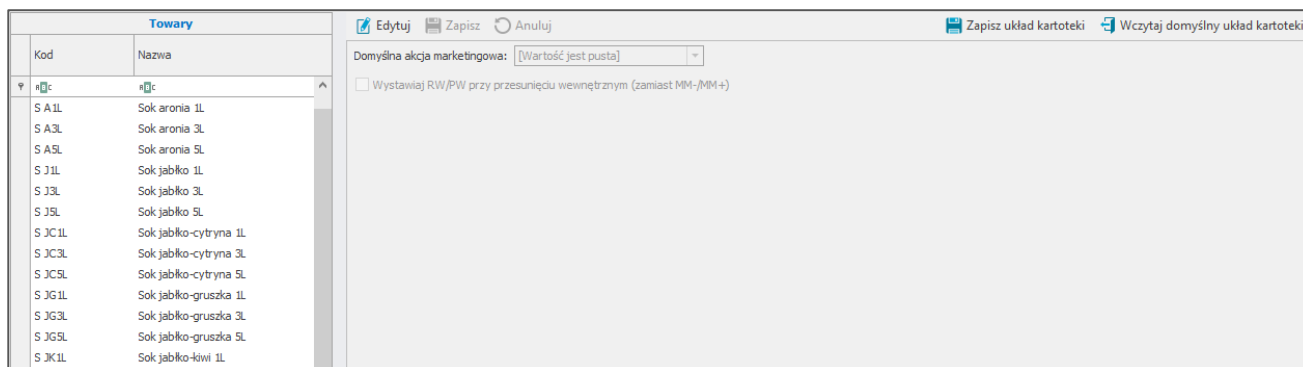 Towary
Edytuj Zapisz Anuluj Zapisz układ kartoteki Wczytaj domyślny układ kartoteki
Kod Nazwa
Domyślna akcja marketingowa: [Wartość jest pusta]
Wystawiaj RW/PW przy przesunięciu wewnętrznym (zamiast MM-/MM+)
S A1L Sok aronia 1L
S A3L Sok aronia 3L
S A5L Sok aronia 5L
S J1L Sok jabłko 1L
S J3L Sok jabłko 3L
S J5L Sok jabłko 5L
S JC1L Sok jabłko-cytryna 1L
S JC3L Sok jabłko-cytryna 3L
S JC5L Sok jabłko-cytryna 5L
S JG1L Sok jabłko-gruszka 1L
S JG3L Sok jabłko-gruszka 3L
S JG5L Sok jabłko-gruszka 5L
S JK1L Sok jabłko-kiwi 1L